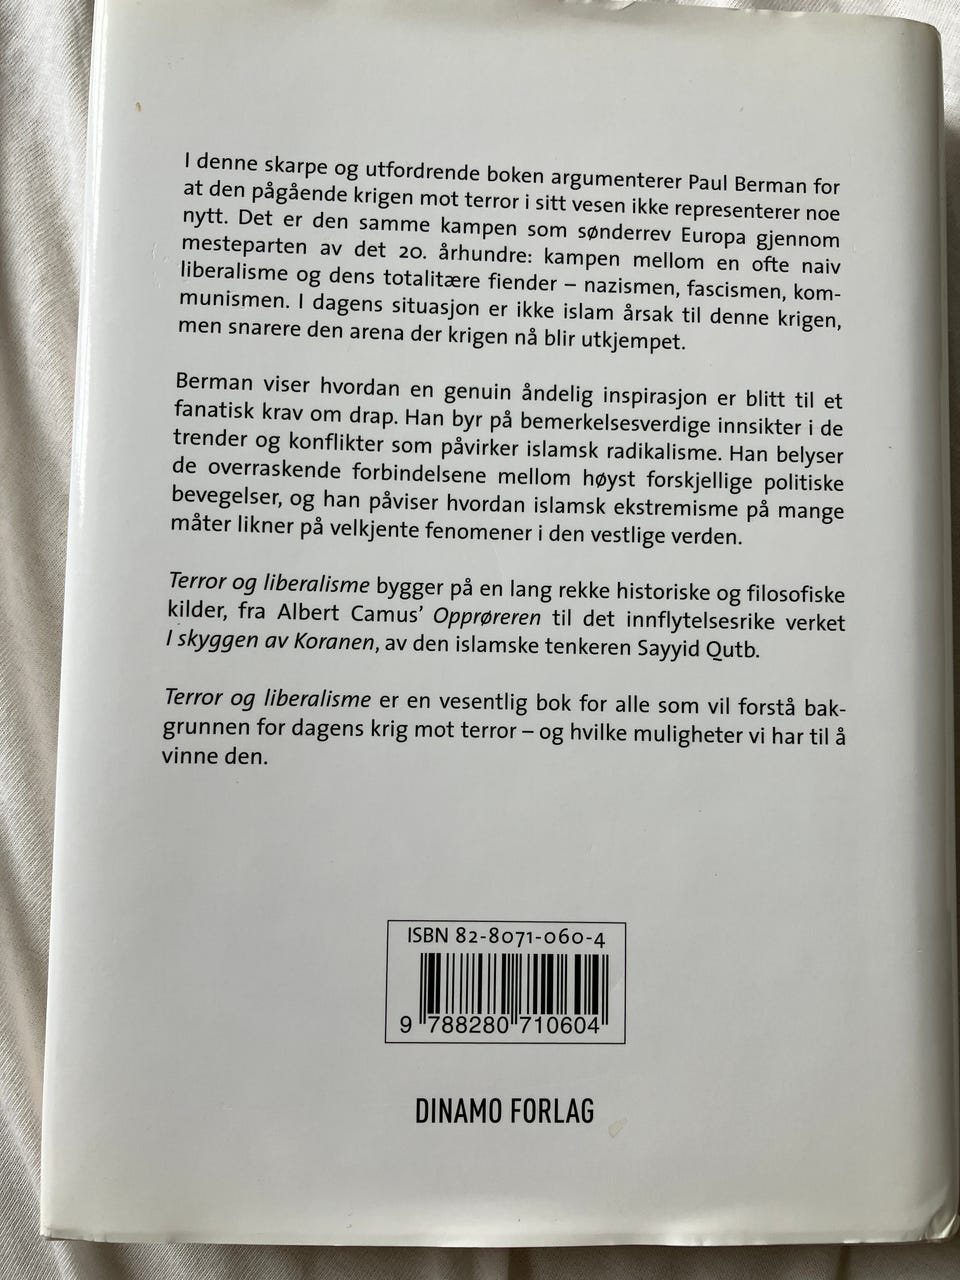 I denne skarpe og utfordrende boken argumenterer Paul Berman for
at den pågående krigen mot terror i sitt vesen ikke representerer noe
nytt. Det er den samme kampen som sønderrev Europa gjennom
mesteparten av det 20. århundre: kampen mellom en ofte naiv
liberalisme og dens totalitære fiender – nazismen, fascismen, kom-
munismen. I dagens situasjon er ikke islam årsak til denne krigen,
men snarere den arena der krigen nå blir utkjempet.
Berman viser hvordan en genuin åndelig inspirasjon er blitt til et
fanatisk krav om drap. Han byr på bemerkelsesverdige innsikter i de
trender og konflikter som påvirker islamsk radikalisme. Han belyser
de overraskende forbindelsene mellom høyst forskjellige politiske
bevegelser, og han påviser hvordan islamsk ekstremisme på mange
måter likner på velkjente fenomener i den vestlige verden.
Terror og liberalisme bygger på en lang rekke historiske og filosofiske
kilder, fra Albert Camus’ Opprøreren til det innflytelsesrike verket
I skyggen av Koranen, av den islamske tenkeren Sayyid Qutb.
Terror og liberalisme er en vesentlig bok for alle som vil forstå bak-
grunnen for dagens krig mot terror – og hvilke muligheter vi har til å
vinne den.
ISBN 82-8071-060-4
9 788280 710604
DINAMO FORLAG